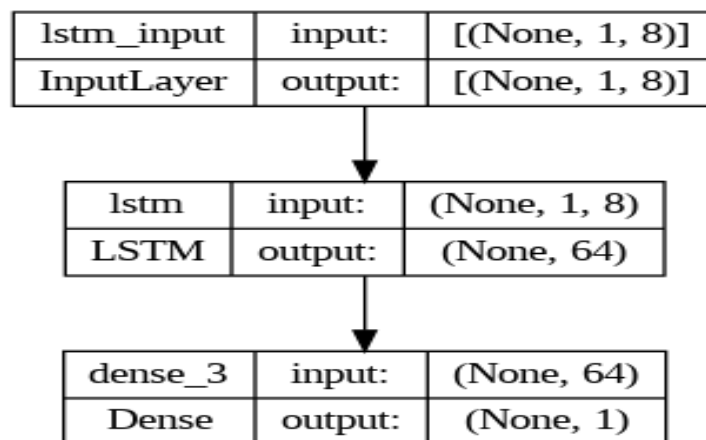 lstm_input input: [(None, 1, 8)]
InputLayer output: [(None, 1, 8)]
lstm input: (None, 1, 8)
LSTM output: (None, 64)
dense_3 input: (None, 64)
Dense output: (None, 1)